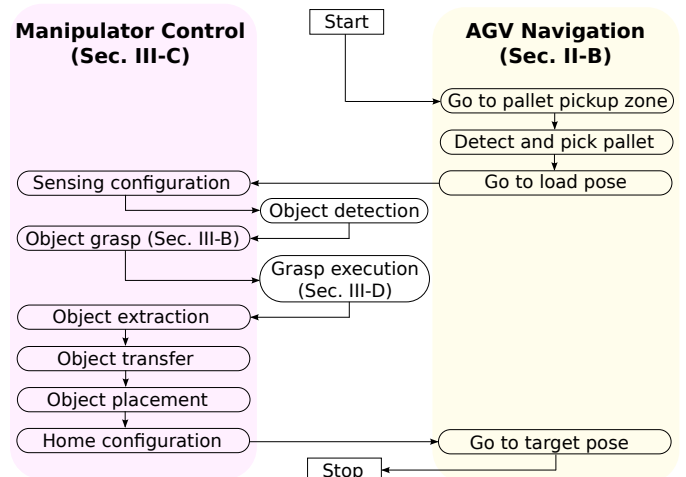 Start
Manipulator Control
(Sec. III-C)
AGV Navigation
(Sec. II-B)
Go to pallet pickup zone
Detect and pick pallet
Go to load pose
Sensing configuration
Object detection
Object grasp (Sec. III-B)
Grasp execution
(Sec. III-D)
Object extraction
Object transfer
Object placement
Home configuration
Go to target pose
Stop